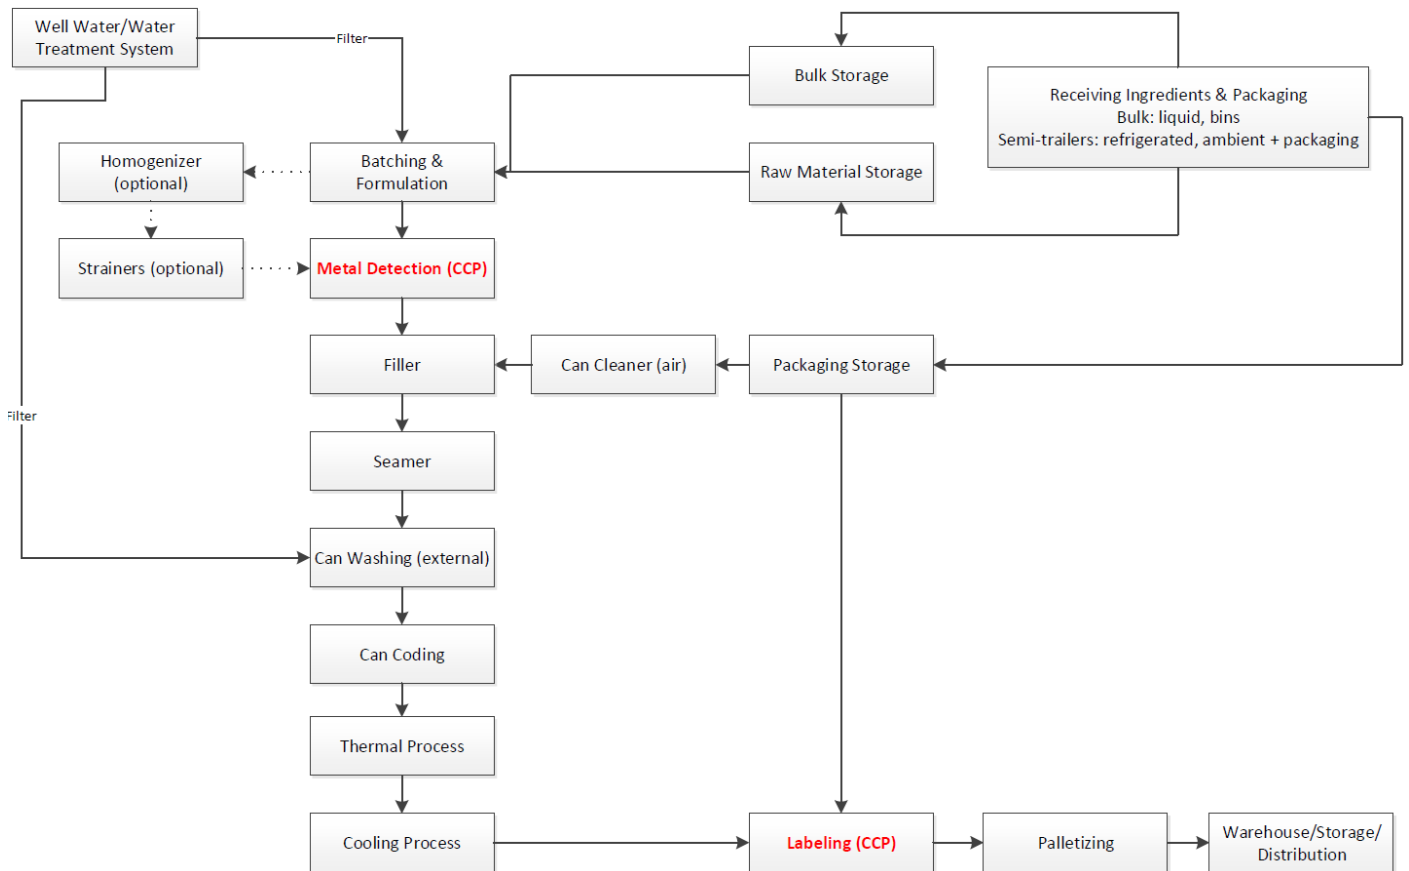 Well Water/Water
Treatment System
Filter
Bulk Storage
Receiving Ingredients & Packaging
Bulk: liquid, bins
Semi-trailers: refrigerated, ambient + packaging
Homogenizer
(optional)
Batching &
Formulation
Raw Material Storage
Strainers (optional)
Metal Detection (CCP)
Filler
Can Cleaner (air)
Packaging Storage
Filter
Seamer
Can Washing (external)
Can Coding
Thermal Process
Cooling Process
Labeling (CCP)
Palletizing
Warehouse/Storage/
Distribution